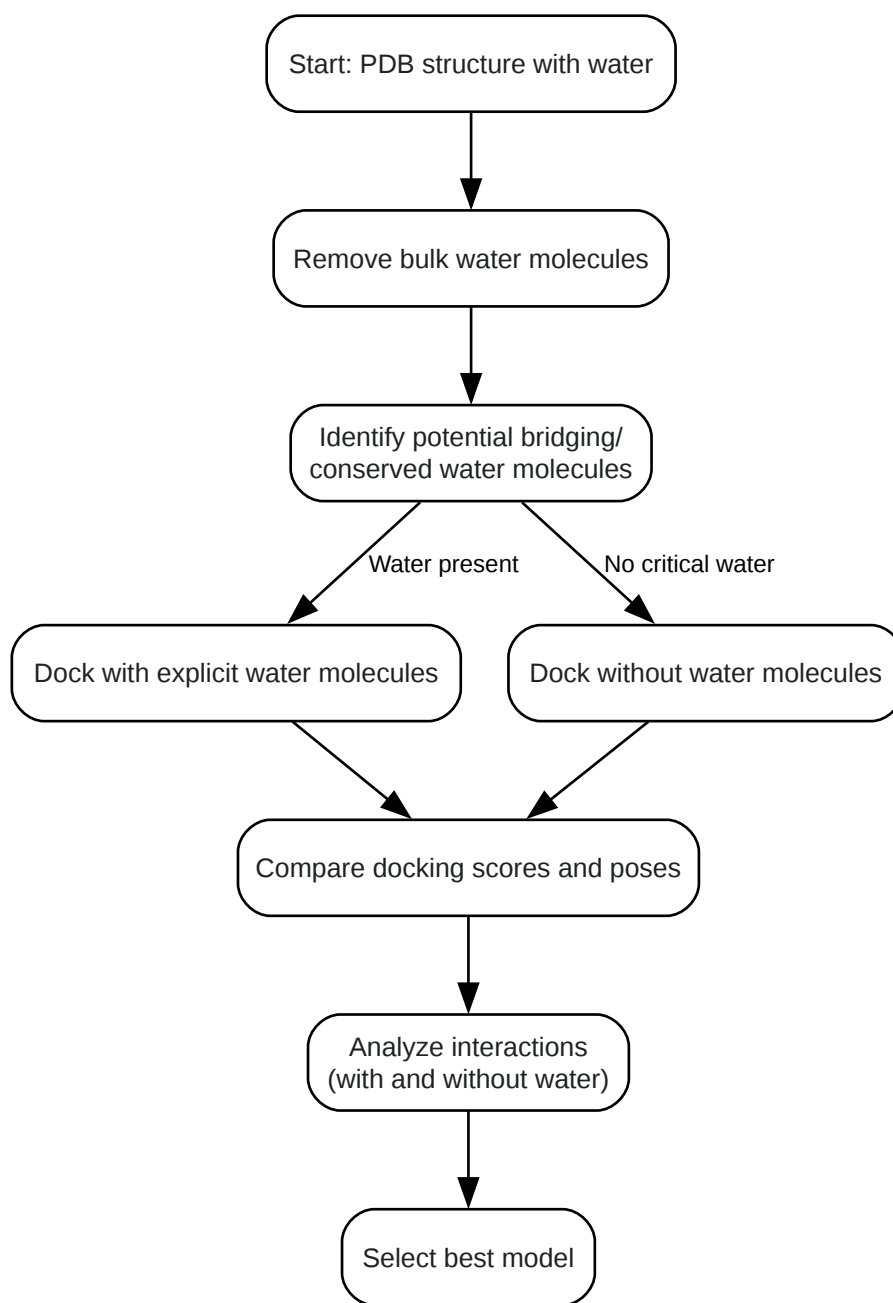 Start: PDB structure with water
Remove bulk water molecules
Identify potential bridging/
conserved water molecules
Water present
No critical water
Dock with explicit water molecules
Dock without water molecules
Compare docking scores and poses
Analyze interactions
(with and without water)
Select best model